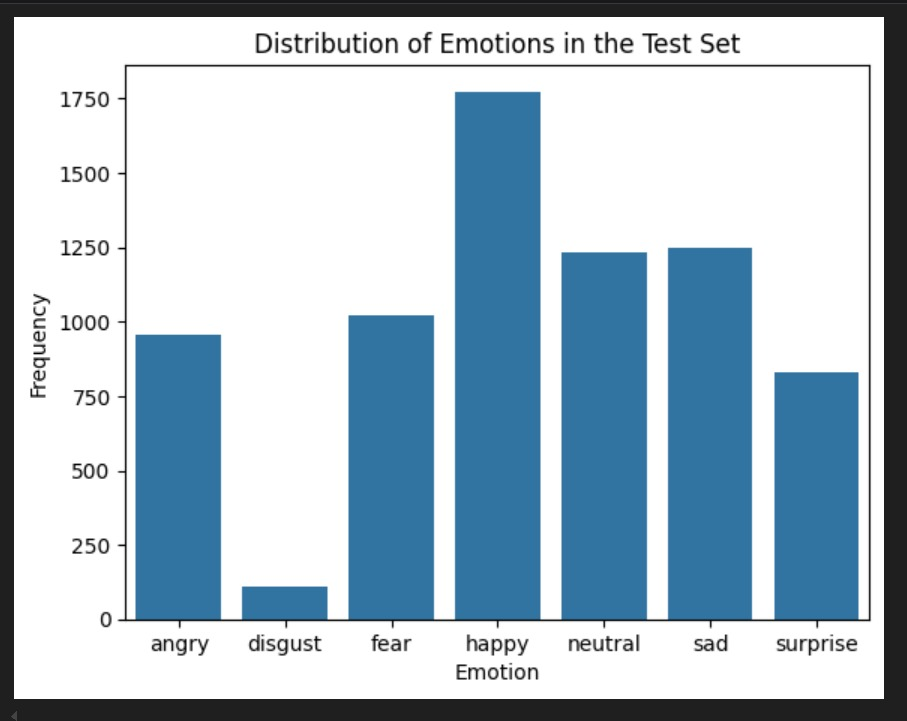 Distribution of Emotions in the Test Set
Frequency
1750
1500
1250
1000
750
500
250
0
angry disgust fear happy neutral sad surprise
Emotion